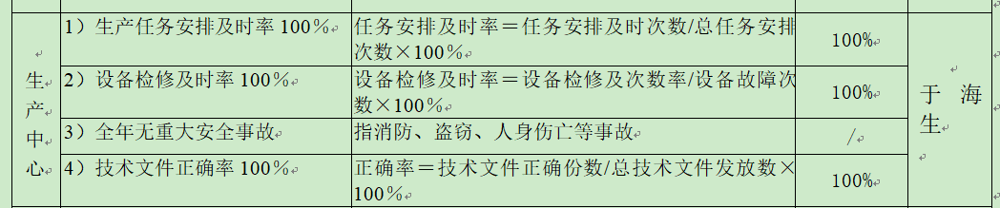 生产中心
1）生产任务安排及时率 100％
任务安排及时率＝任务安排及时次数/总任务安排
次数×100％
100%
2）设备检修及时率 100％
设备检修及时率＝设备检修及次数率/设备故障次
数×100％
100%
3）全年无重大安全事故
指消防、盗窃、人身伤亡等事故
/
4）技术文件正确率 100％
正确率＝技术文件正确份数/总技术文件发放数×
100％
100%
于海
生